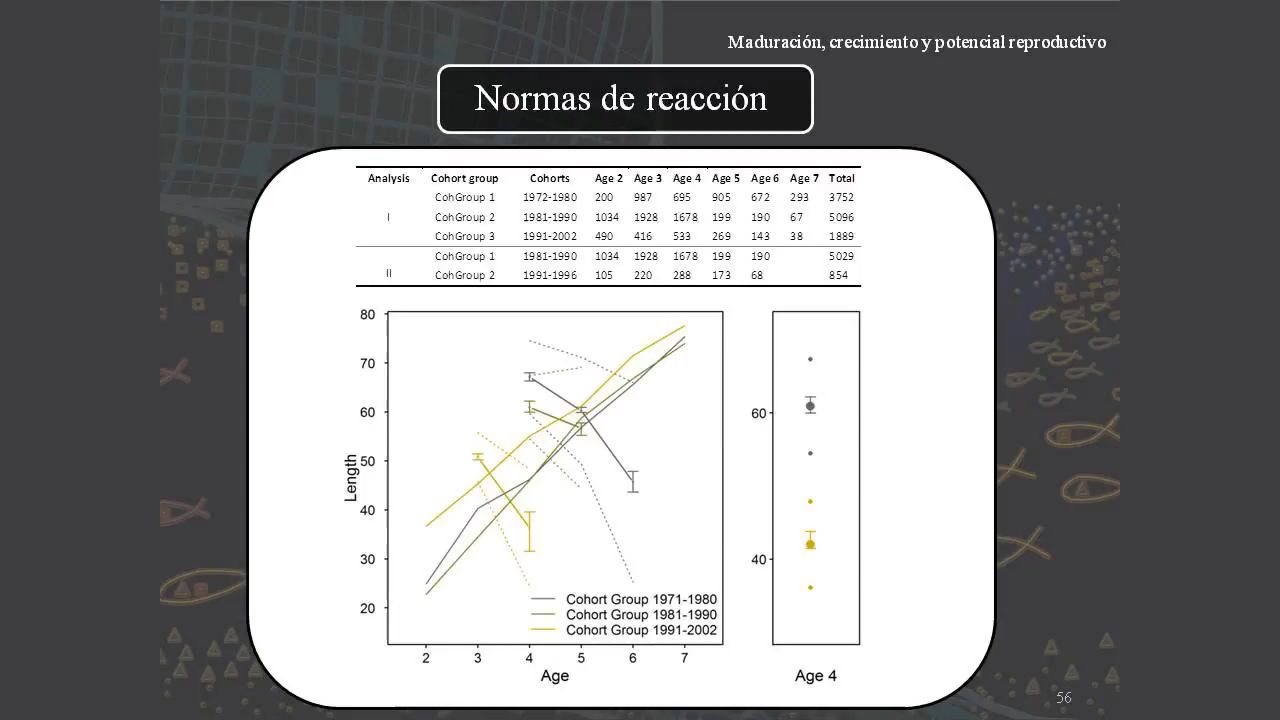 Maduración, crecimiento y potencial reproductivo
Normas de reacción
Analysis Cohort group Cohorts Age 2 Age 3 Age 4 Age 5 Age 6 Age 7 Total
CohGroup 1 1972-1980 200 987 695 905 672 293 3752
I CohGroup 2 1981-1990 1034 1928 1678 199 190 67 5096
CohGroup 3 1991-2002 490 416 533 269 143 38 1889
CohGroup 1 1981-1990 1034 1928 1678 199 190 5029
II CohGroup 2 1991-1996 105 220 288 173 68 854
80
70
60
50
40
30
20
Length
Cohort Group 1971-1980
Cohort Group 1981-1990
Cohort Group 1991-2002
2 3 4 5 6 7
Age
60
40
Age 4
56